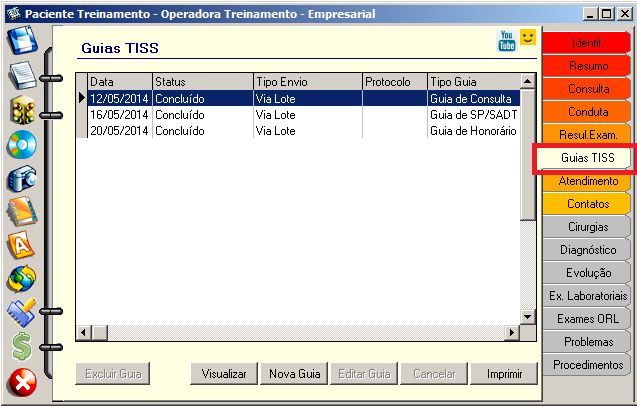 Paciente Treinamento - Operadora Treinamento - Empresarial
Guias TISS
You
Tube
Data Status Tipo Envio Protocolo Tipo Guia
12/05/2014 Concluído Via Lote Guia de Consulta
16/05/2014 Concluído Via Lote Guia de SP/SADT
20/05/2014 Concluído Via Lote Guia de Honorário
Excluir Guia Visualizar Nova Guia Editar Guia Cancelar Imprimir
Identif.
Resumo
Consulta
Conduta
Resul.Exam.
Guias TISS
Atendimento
Contatos
Cirurgias
Diagnóstico
Evolução
Ex. Laboratoriais
Exames ORL
Problemas
Procedimentos